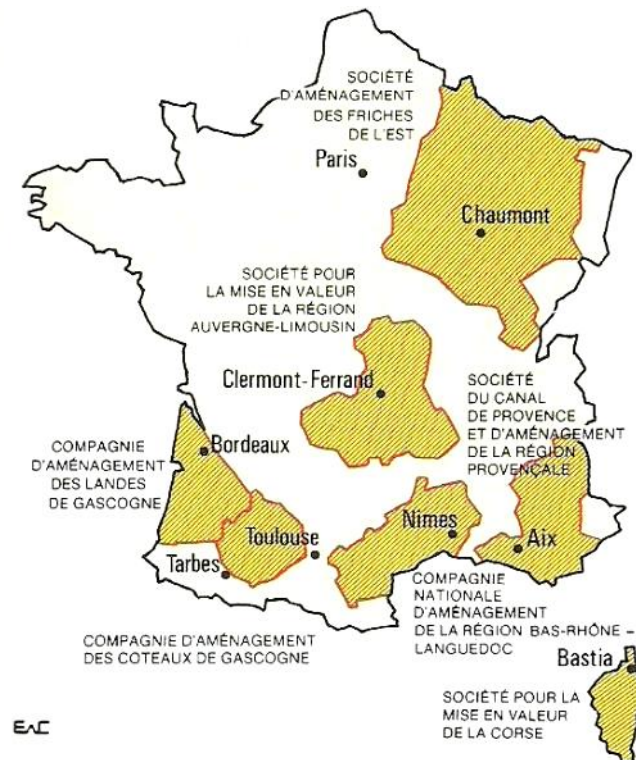 SOCIÉTÉ
D'AMÉNAGEMENT
DES FRICHES
DE L'EST
Paris
Chaumont
SOCIÉTÉ POUR
LA MISE EN VALEUR
DE LA RÉGION
AUVERGNE-LIMOUSIN
Clermont-Ferrand
SOCIÉTÉ
DU CANAL
DE PROVENCE
ET D'AMÉNAGEMENT
DE LA RÉGION
PROVENÇALE
COMPAGNIE
D'AMÉNAGEMENT
DES LANDES
DE GASCOGNE
Bordeaux
Toulouse
Nimes
Aix
Tarbes
COMPAGNIE
NATIONALE
D'AMÉNAGEMENT
DE LA RÉGION BAS-RHÔNE -
LANGUEDOC
COMPAGNIE D'AMÉNAGEMENT
DES COTEAUX DE GASCOGNE
Bastia
SOCIÉTÉ POUR LA
MISE EN VALEUR
DE LA CORSE